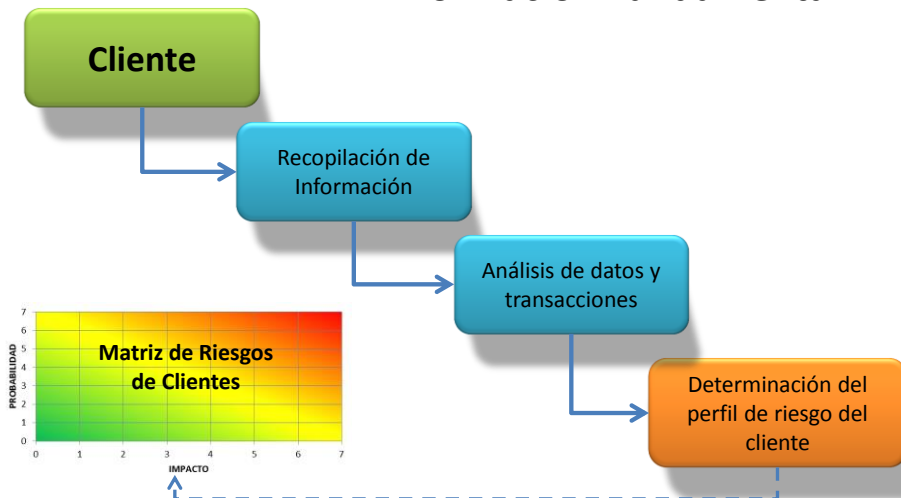 Cliente
Recopilación de
Información
Análisis de datos y
transacciones
Determinación del
perfil de riesgo del
cliente
Matriz de Riesgos
de Clientes
PROBABILIDAD
7
6
5
4
3
2
1
0
0 1 2 3 4 5 6 7
IMPACTO